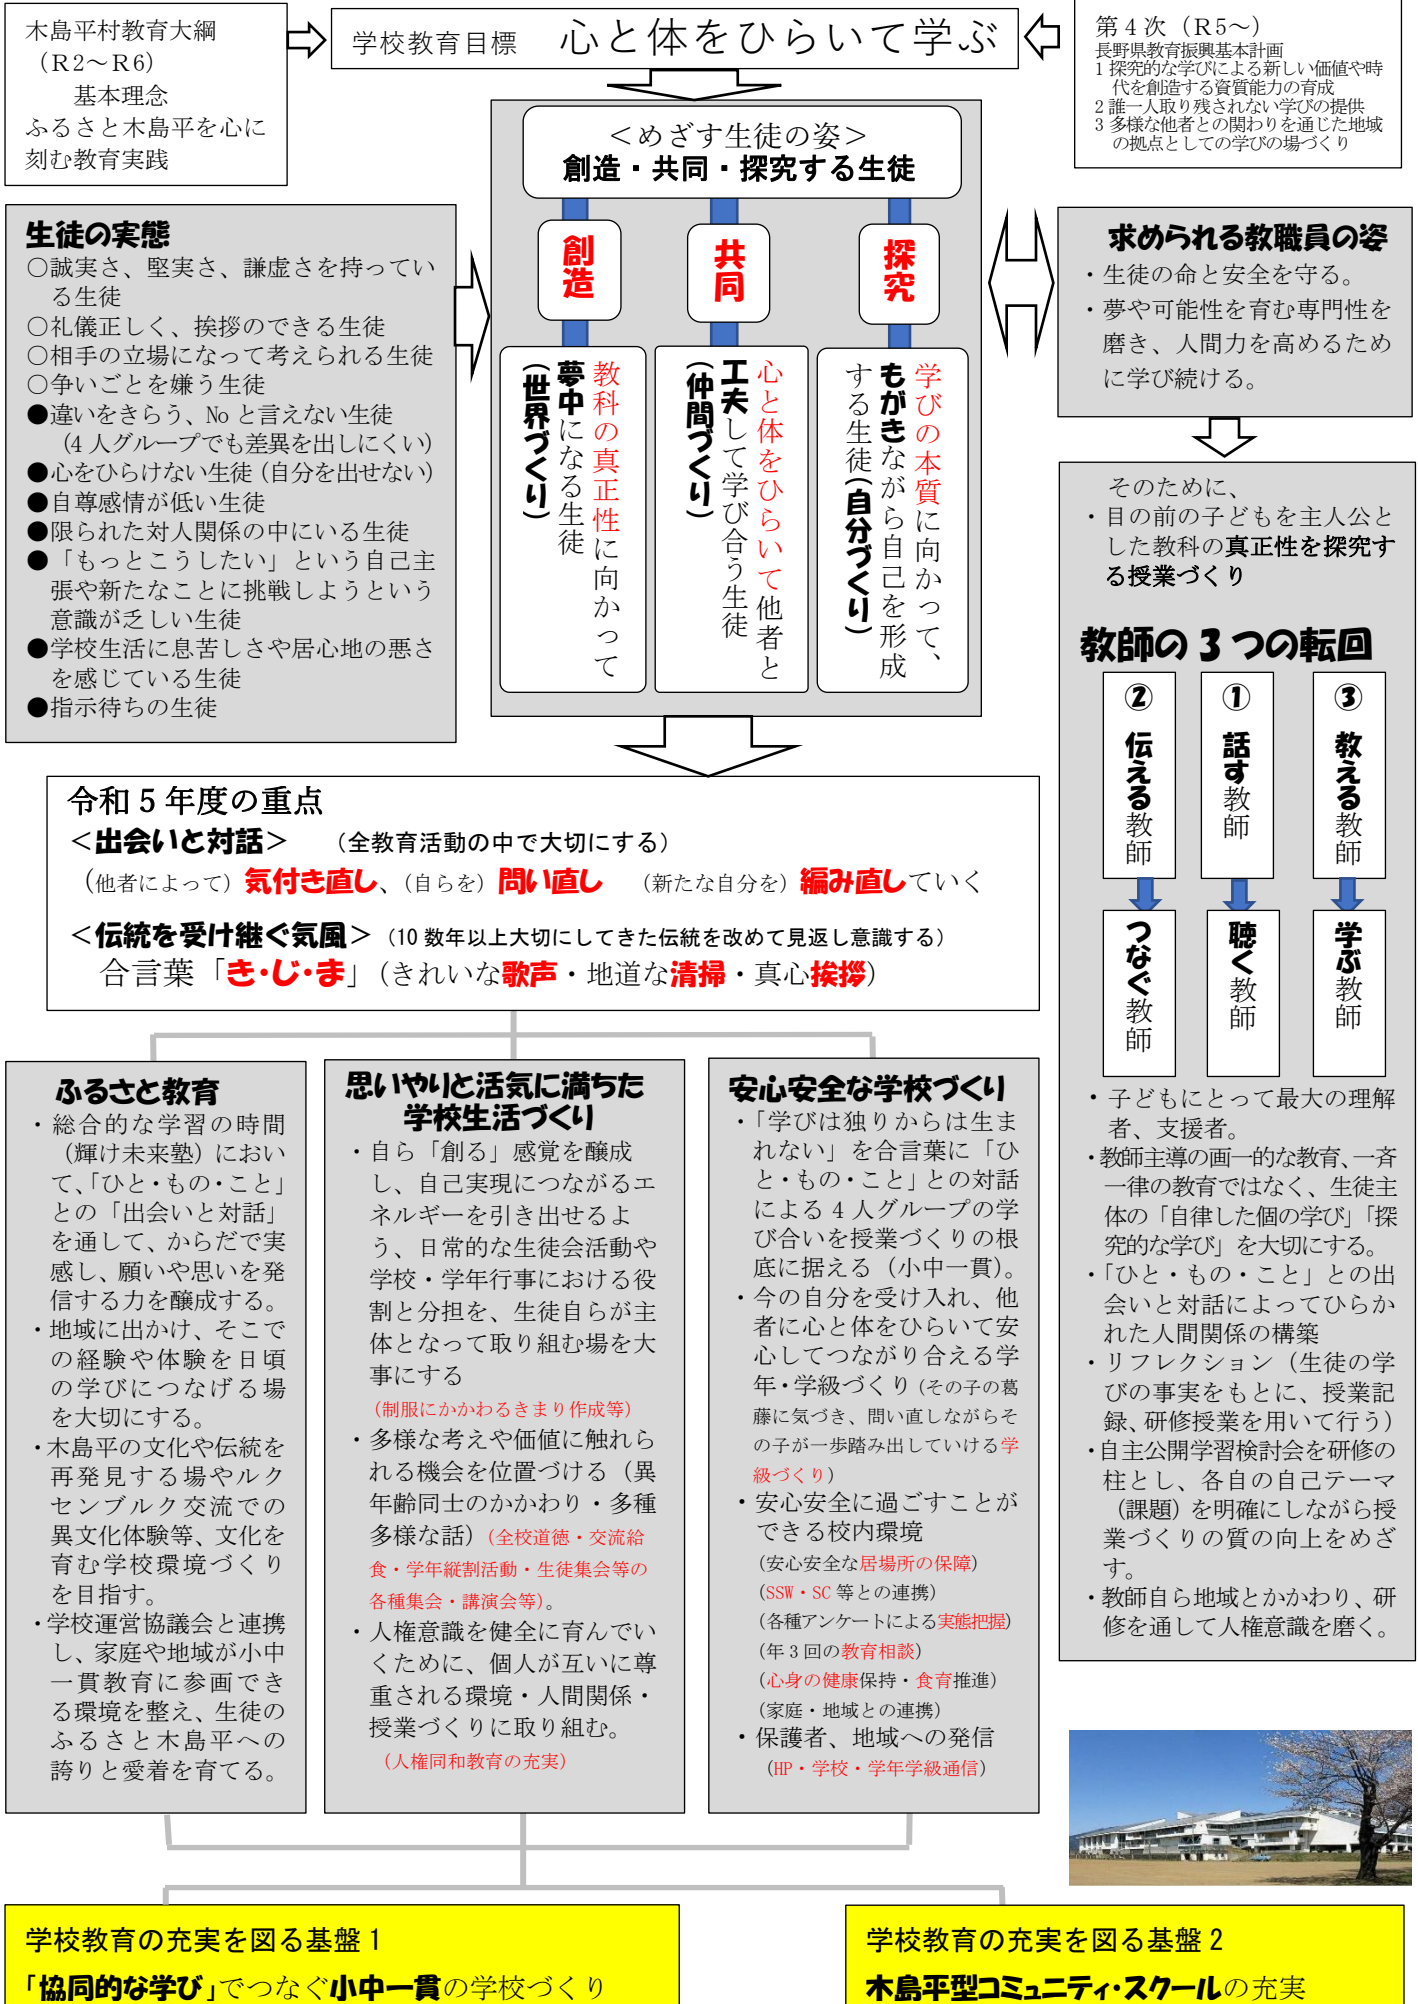 木島平村教育大綱
（R2～R6）
基本理念
ふるさと木島平を心に
刻む教育実践
学校教育目標　心と体をひらいて学ぶ
第4次（R5～）
長野県教育振興基本計画
1 探究的な学びによる新しい価値や時
代を創造する資質能力の育成
2 誰一人取り残されない学びの提供
3 多様な他者との関わりを通じた地域
の拠点としての学びの場づくり
＜めざす生徒の姿＞
創造・共同・探究する生徒
創造
教科の真正性に向かって
夢中になる生徒
（世界づくり）
共同
心と体をひらいて他者と
工夫して学び合う生徒
（仲間づくり）
探究
学びの本質に向かって、
もがきながら自己を形成
する生徒（自分づくり）
生徒の実態
○誠実さ、堅実さ、謙虚さを持ってい
る生徒
○礼儀正しく、挨拶のできる生徒
○相手の立場になって考えられる生徒
○争いごとを嫌う生徒
●違いをきらう、No と言えない生徒
（4人グループでも差異を出しにくい）
●心をひらけない生徒（自分を出せない）
●自尊感情が低い生徒
●限られた対人関係の中にいる生徒
●「もっとこうしたい」という自己主
張や新たなことに挑戦しようという
意識が乏しい生徒
●学校生活に息苦しさや居心地の悪さ
を感じている生徒
●指示待ちの生徒
求められる教職員の姿
・生徒の命と安全を守る。
・夢や可能性を育む専門性を
磨き、人間力を高めるため
に学び続ける。
そのために、
・目の前の子どもを主人公と
した教科の真正性を探究す
る授業づくり
教師の3つの転回
② 伝える教師
つなぐ教師
① 話す教師
聴く教師
③ 教える教師
学ぶ教師
・子どもにとって最大の理解
者、支援者。
・教師主導の画一的な教育、一斉
一律の教育ではなく、生徒主
体の「自律した個の学び」「探
究的な学び」を大切にする。
・「ひと・もの・こと」との出
会いと対話によってひらか
れた人間関係の構築
・リフレクション（生徒の学
びの事実をもとに、授業記
録、研修授業を用いて行う）
・自主公開学習検討会を研修の
柱とし、各自の自己テーマ
（課題）を明確にしながら授
業づくりの質の向上をめざ
す。
・教師自ら地域とかかわり、研
修を通して人権意識を磨く。
令和5年度の重点
＜出会いと対話＞　（全教育活動の中で大切にする）
（他者によって）気付き直し、（自らを）問い直し　（新たな自分を）編み直していく
＜伝統を受け継ぐ気風＞（10数年以上大切にしてきた伝統を改めて見返し意識する）
合言葉「き・じ・ま」（きれいな歌声・地道な清掃・真心挨拶）
ふるさと教育
・総合的な学習の時間
（輝け未来塾）におい
て、「ひと・もの・こと」
との「出会いと対話」
を通して、からだで実
感し、願いや思いを発
信する力を醸成する。
・地域に出かけ、そこで
の経験や体験を日頃
の学びにつなげる場
を大切にする。
・木島平の文化や伝統を
再発見する場やルク
センブルク交流での
異文化体験等、文化を
育む学校環境づくり
を目指す。
・学校運営協議会と連携
し、家庭や地域が小中
一貫教育に参画でき
る環境を整え、生徒の
ふるさと木島平への
誇りと愛着を育てる。
思いやりと活気に満ちた
学校生活づくり
・自ら「創る」感覚を醸成
し、自己実現につながるエ
ネルギーを引き出せるよ
う、日常的な生徒会活動や
学校・学年行事における役
割と分担を、生徒自らが主
体となって取り組む場を大
事にする
（制服にかかわるきまり作成等）
・多様な考えや価値に触れら
れる機会を位置づける（異
年齢同士のかかわり・多種
多様な話）（全校道徳・交流給
食・学年縦割活動・生徒集会等の
各種集会・講演会等）。
・人権意識を健全に育んでい
くために、個人が互いに尊
重される環境・人間関係・
授業づくりに取り組む。
（人権同和教育の充実）
安心安全な学校づくり
・「学びは独りからは生ま
れない」を合言葉に「ひ
と・もの・こと」との対話
による4人グループの学
び合いを授業づくりの根
底に据える（小中一貫）。
・今の自分を受け入れ、他
者に心と体をひらいて安
心してつながり合える学
年・学級づくり（その子の葛
藤に気づき、問い直しながらそ
の子が一歩踏み出していける学
級づくり）
・安心安全に過ごすことが
できる校内環境
（安心安全な居場所の保障）
（SSW・SC 等との連携）
（各種アンケートによる実態把握）
（年3回の教育相談）
（心身の健康保持・食育推進）
（家庭・地域との連携）
・保護者、地域への発信
（HP・学校・学年学級通信）
学校教育の充実を図る基盤1
「協同的な学び」でつなぐ小中一貫の学校づくり
学校教育の充実を図る基盤2
木島平型コミュニティ・スクールの充実